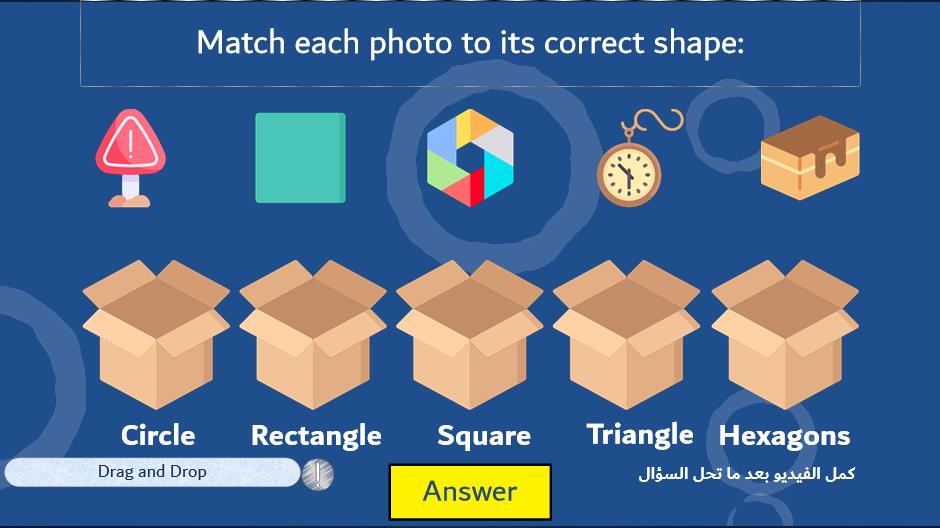 Match each photo to its correct shape:
Circle
Rectangle
Square
Triangle
Hexagons
Drag and Drop
Answer
كمل الفيديو بعد ما تحل السؤال